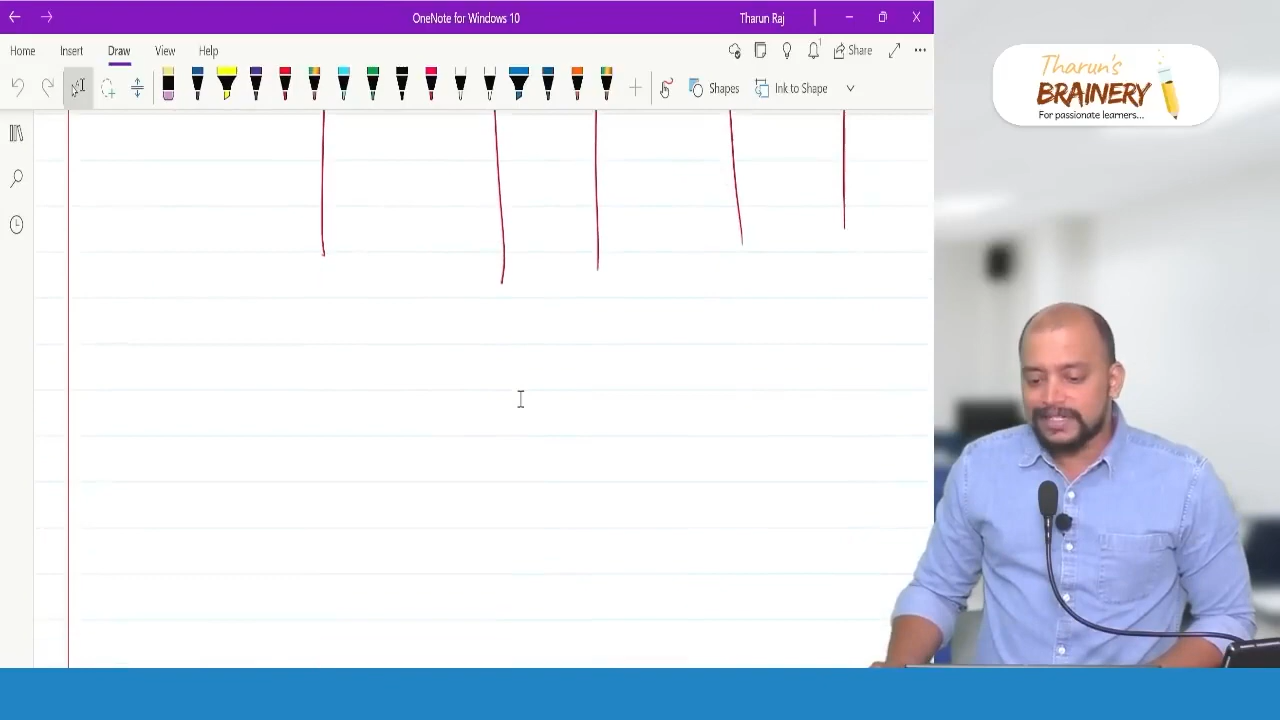 OneNote for Windows 10
Tharun Raj
Home Insert Draw View Help
Share
Shapes
Ink to Shape
Tharun's
BRAINERY
For passionate learners...